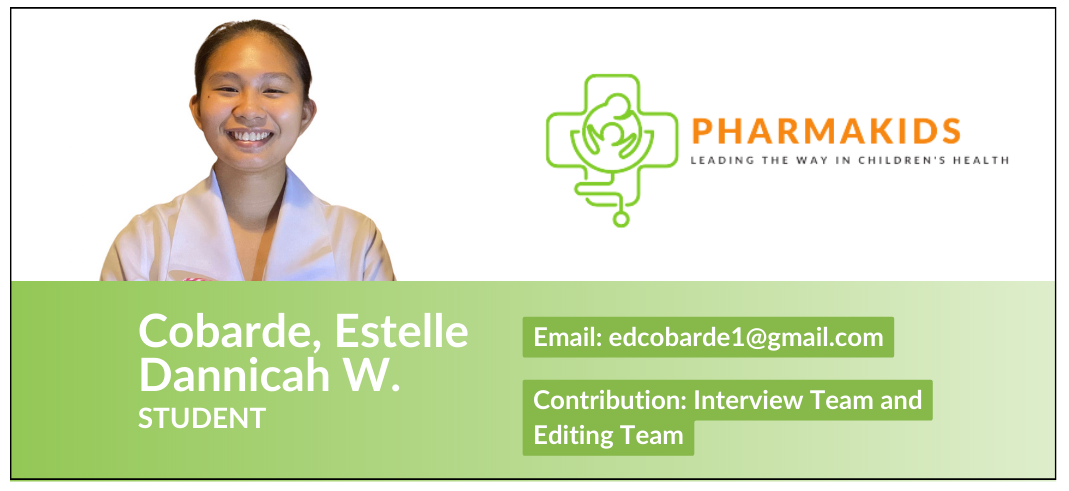 PHARMAKIDS
LEADING THE WAY IN CHILDREN'S HEALTH
Cobarde, Estelle
Dannicah W.
STUDENT
Email: edcobarde1@gmail.com
Contribution: Interview Team and
Editing Team